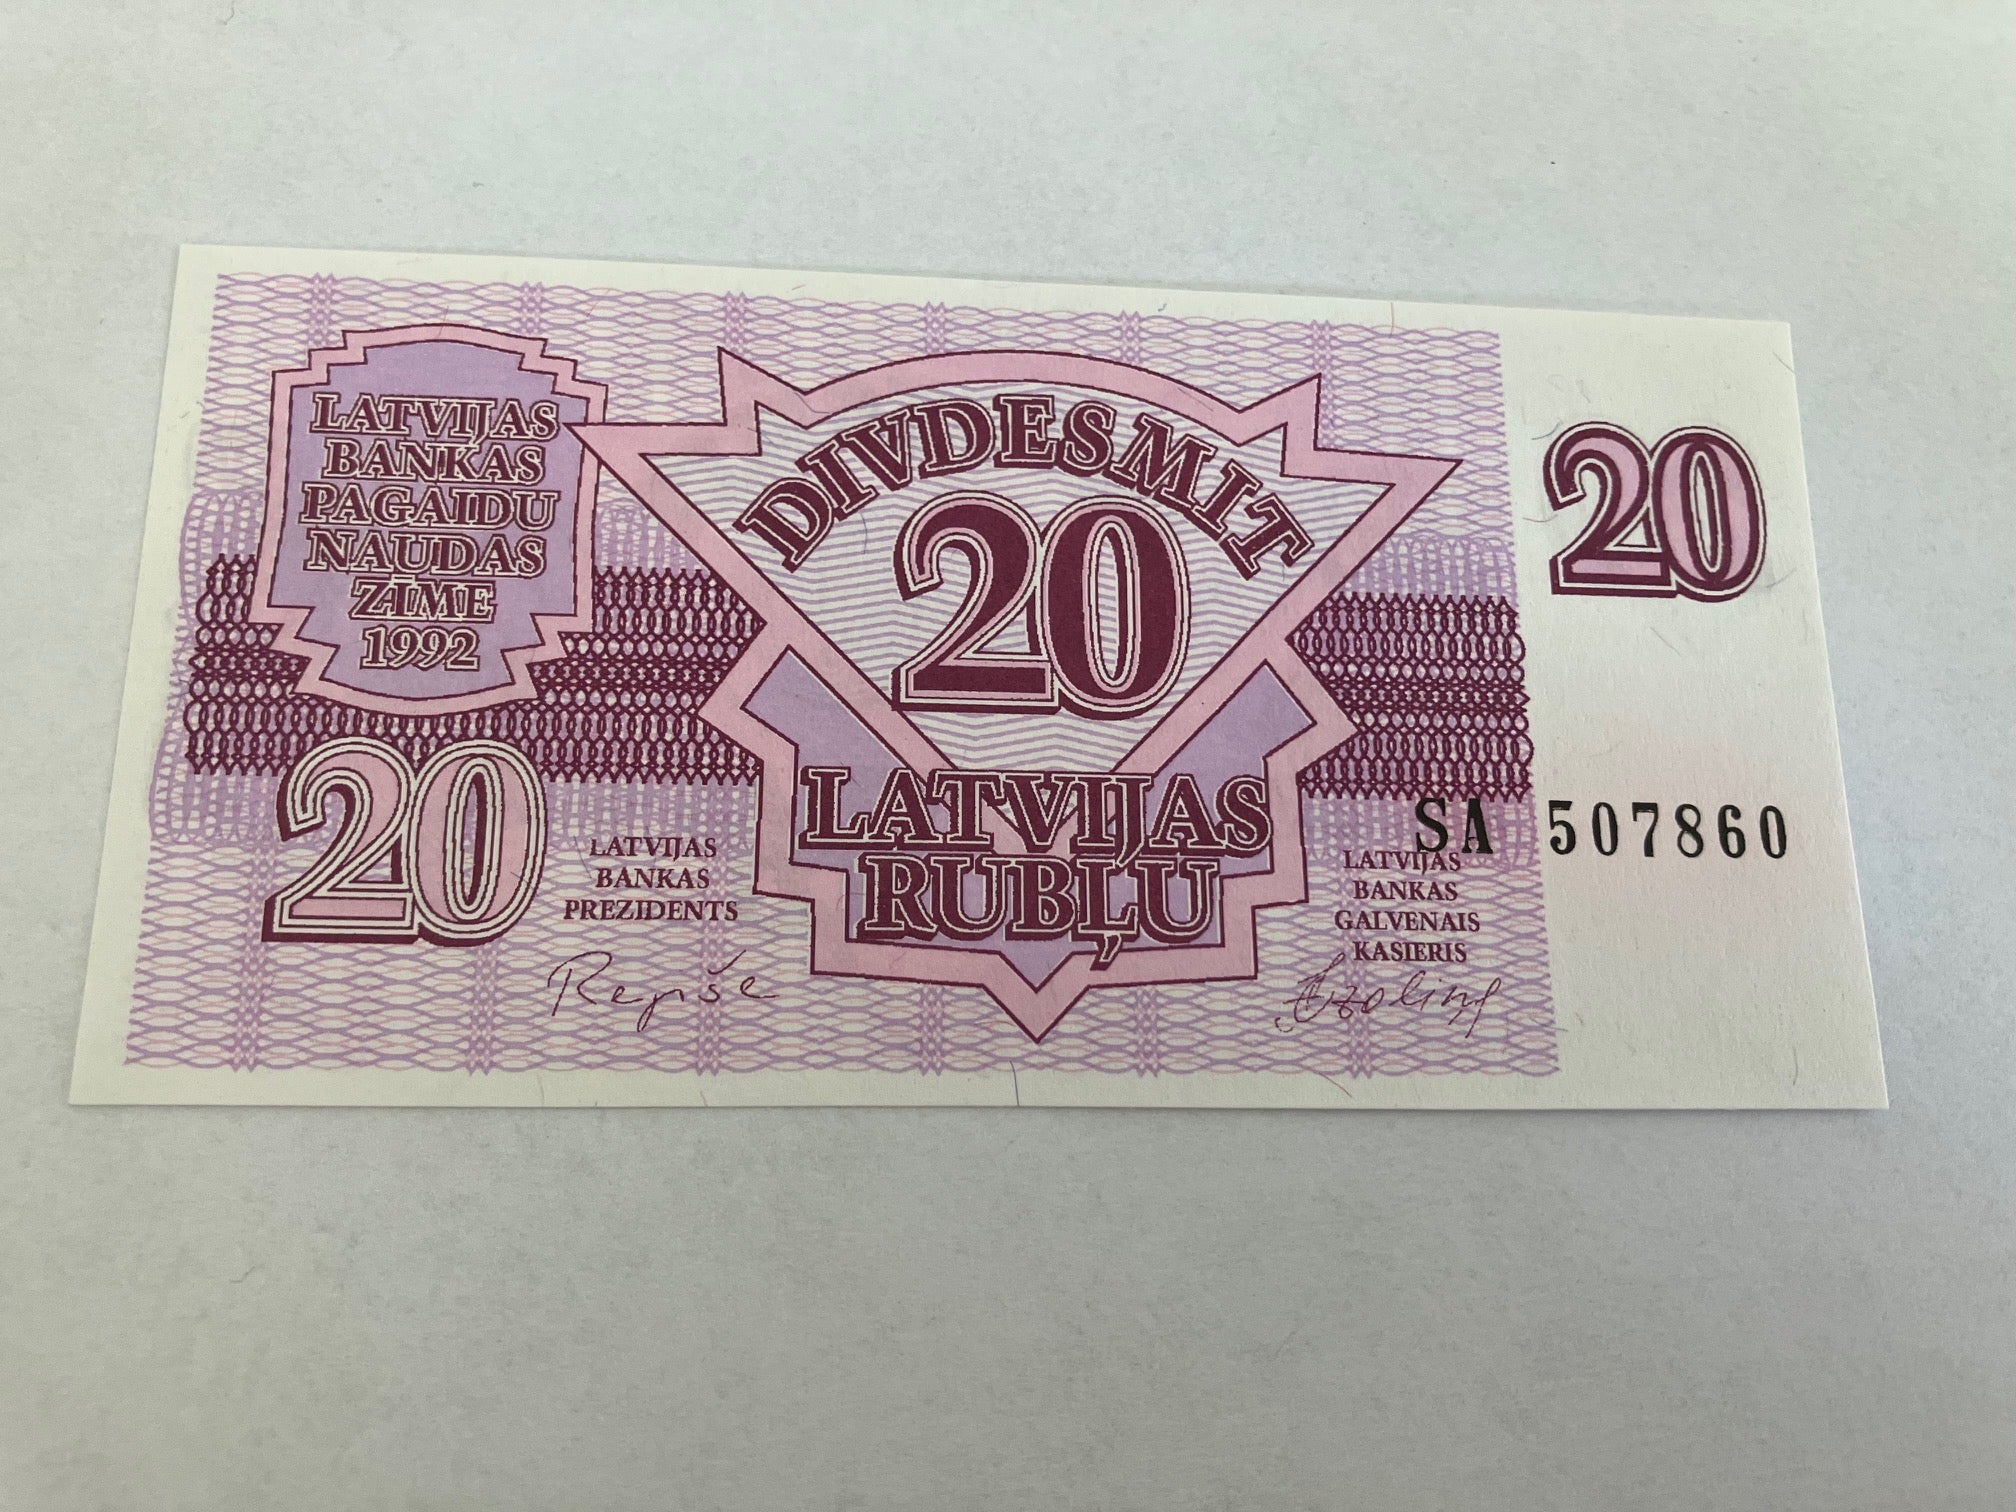 LATVIJAS
BANKAS
PAGAIDU
NAUDAS
ZĪME
1992
DIVDESMIT
20
20
LATVIJAS
RUBĻU
20
SA 507860
LATVIJAS
BANKAS
PREZIDENTS
Repše
LATVIJAS
BANKAS
GALVENAIS
KASIERIS